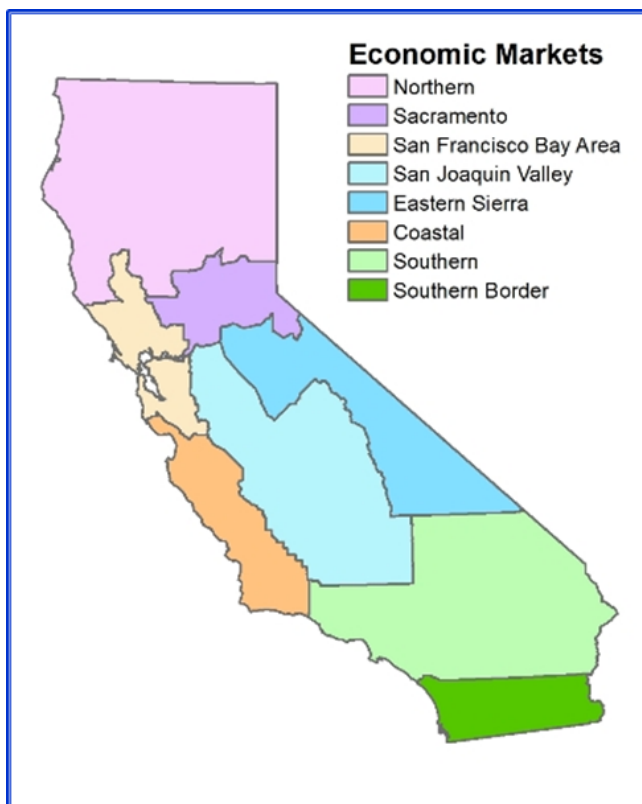 Economic Markets
Northern
Sacramento
San Francisco Bay Area
San Joaquin Valley
Eastern Sierra
Coastal
Southern
Southern Border